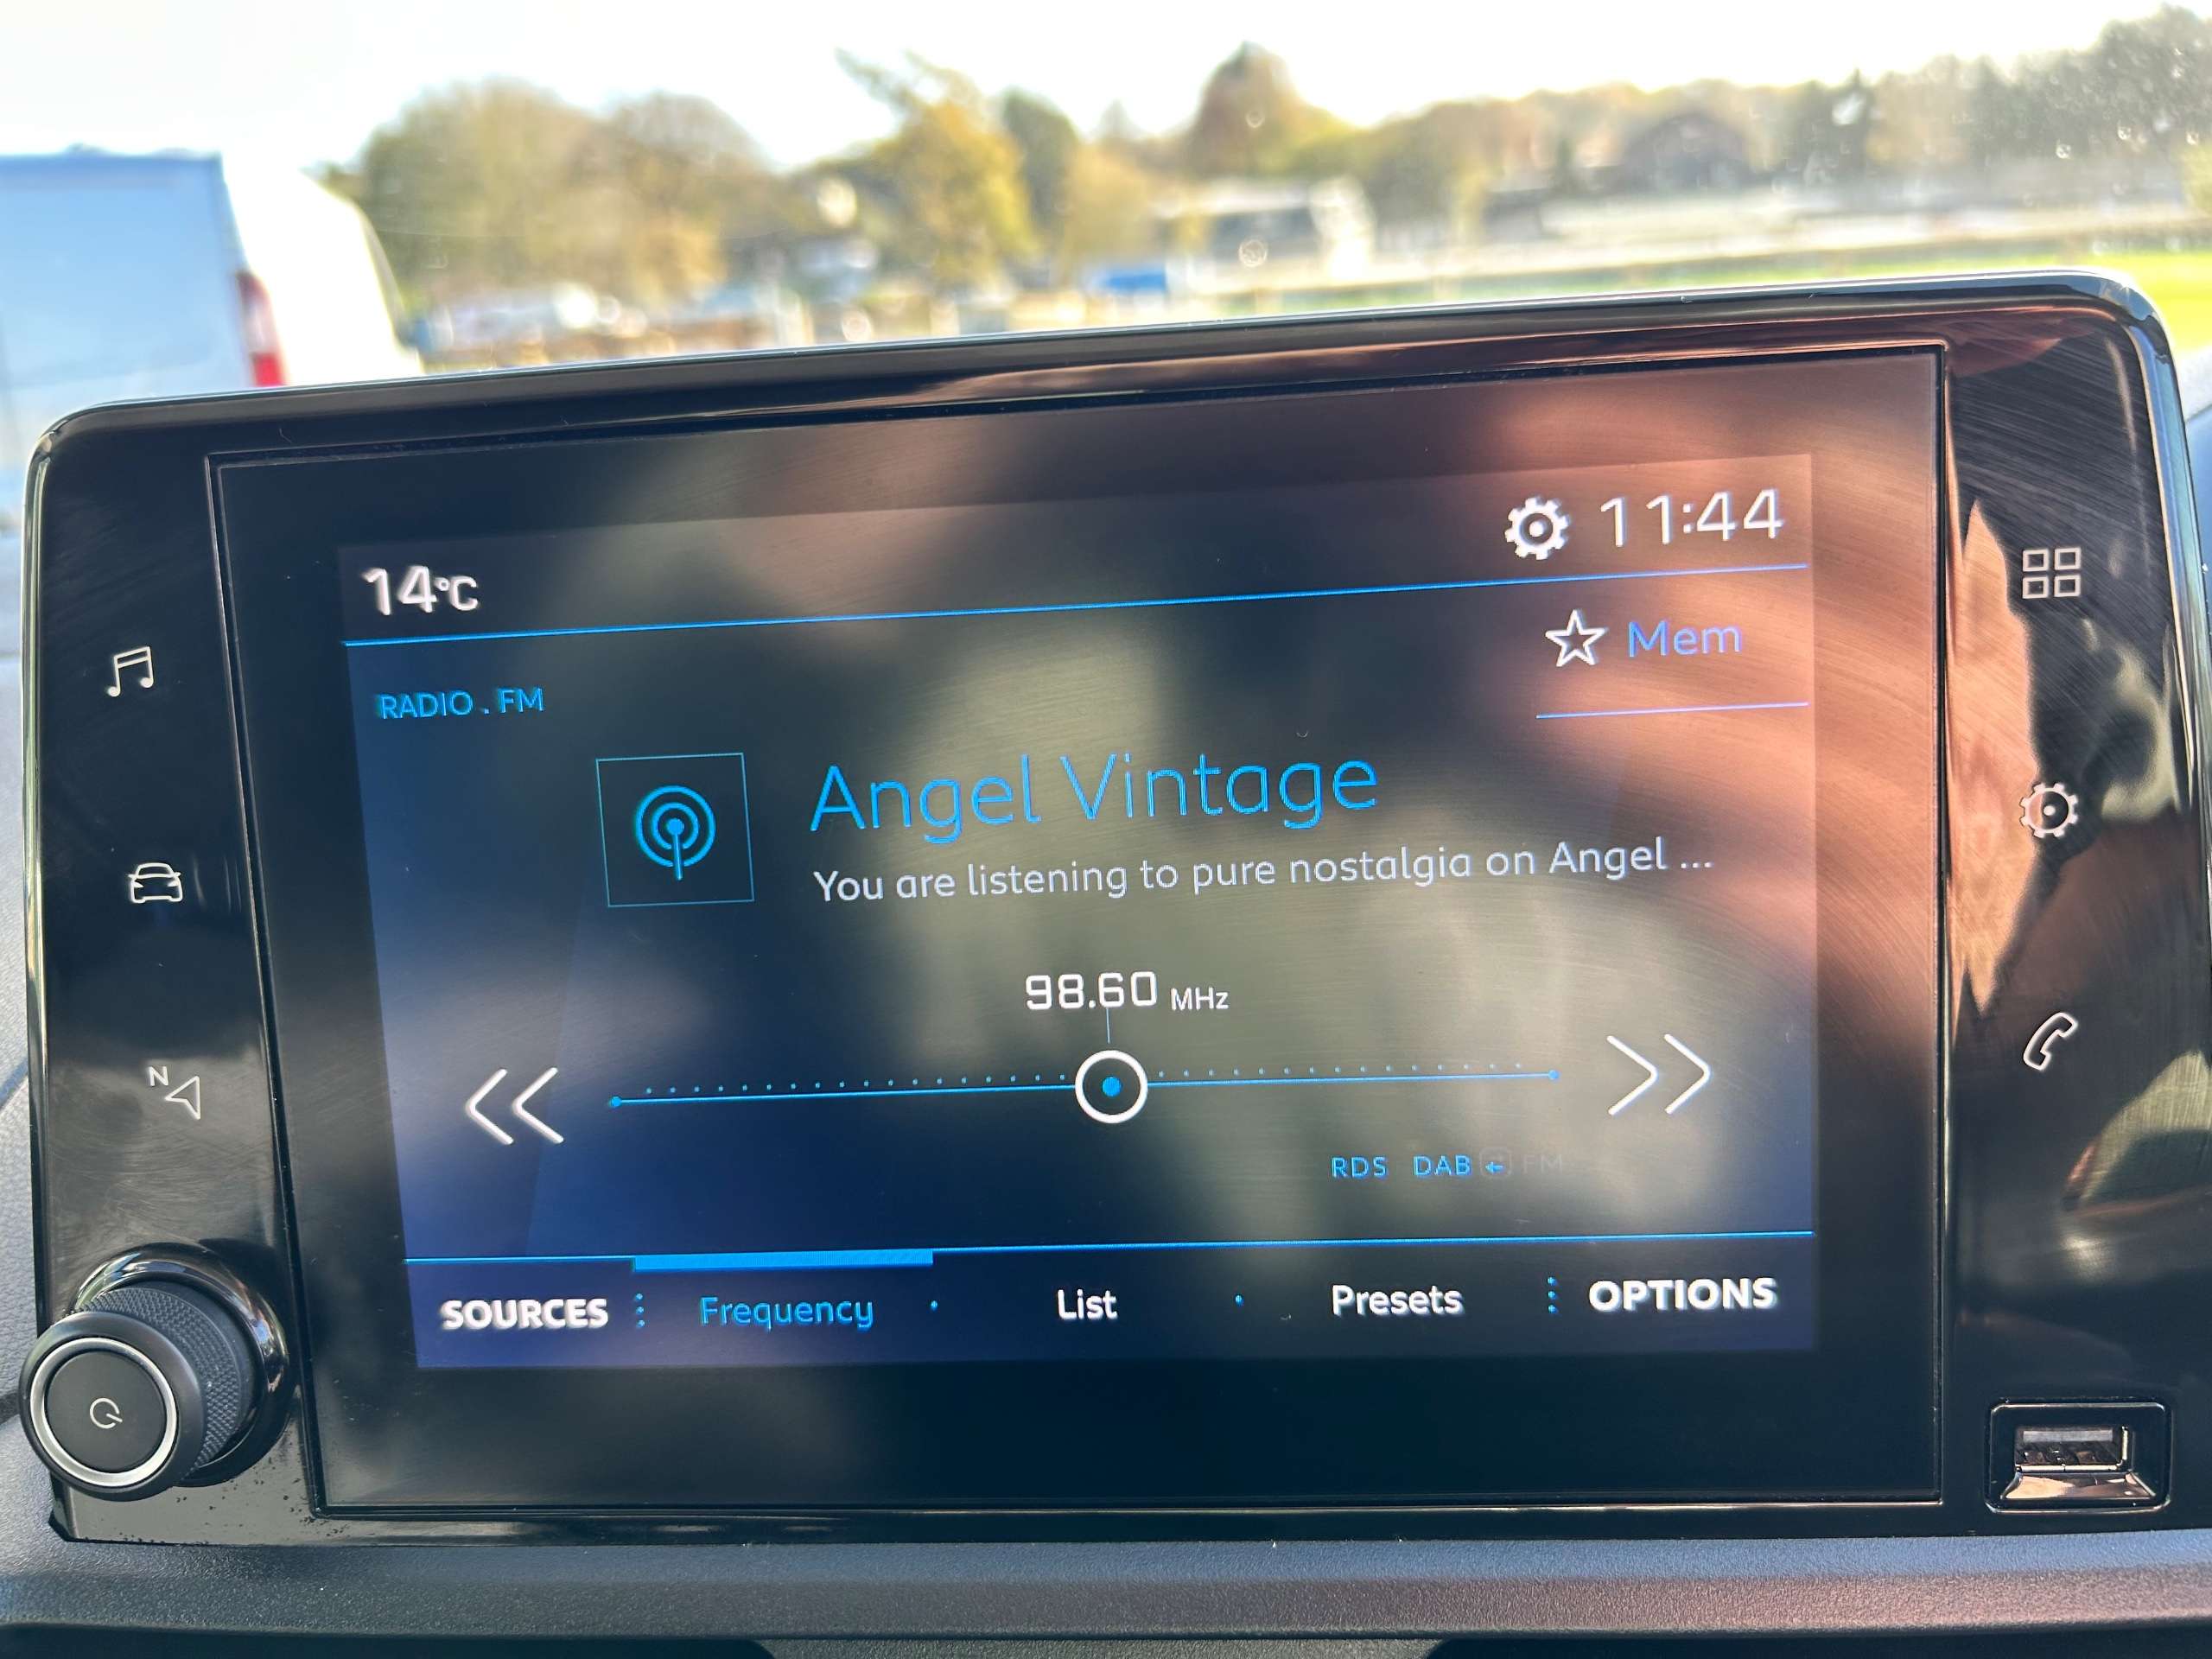 14°C
11:44
Mem
RADIO . FM
Angel Vintage
You are listening to pure nostalgia on Angel ...
98.60 MHz
N
RDS DAB FM
SOURCES Frequency List Presets OPTIONS